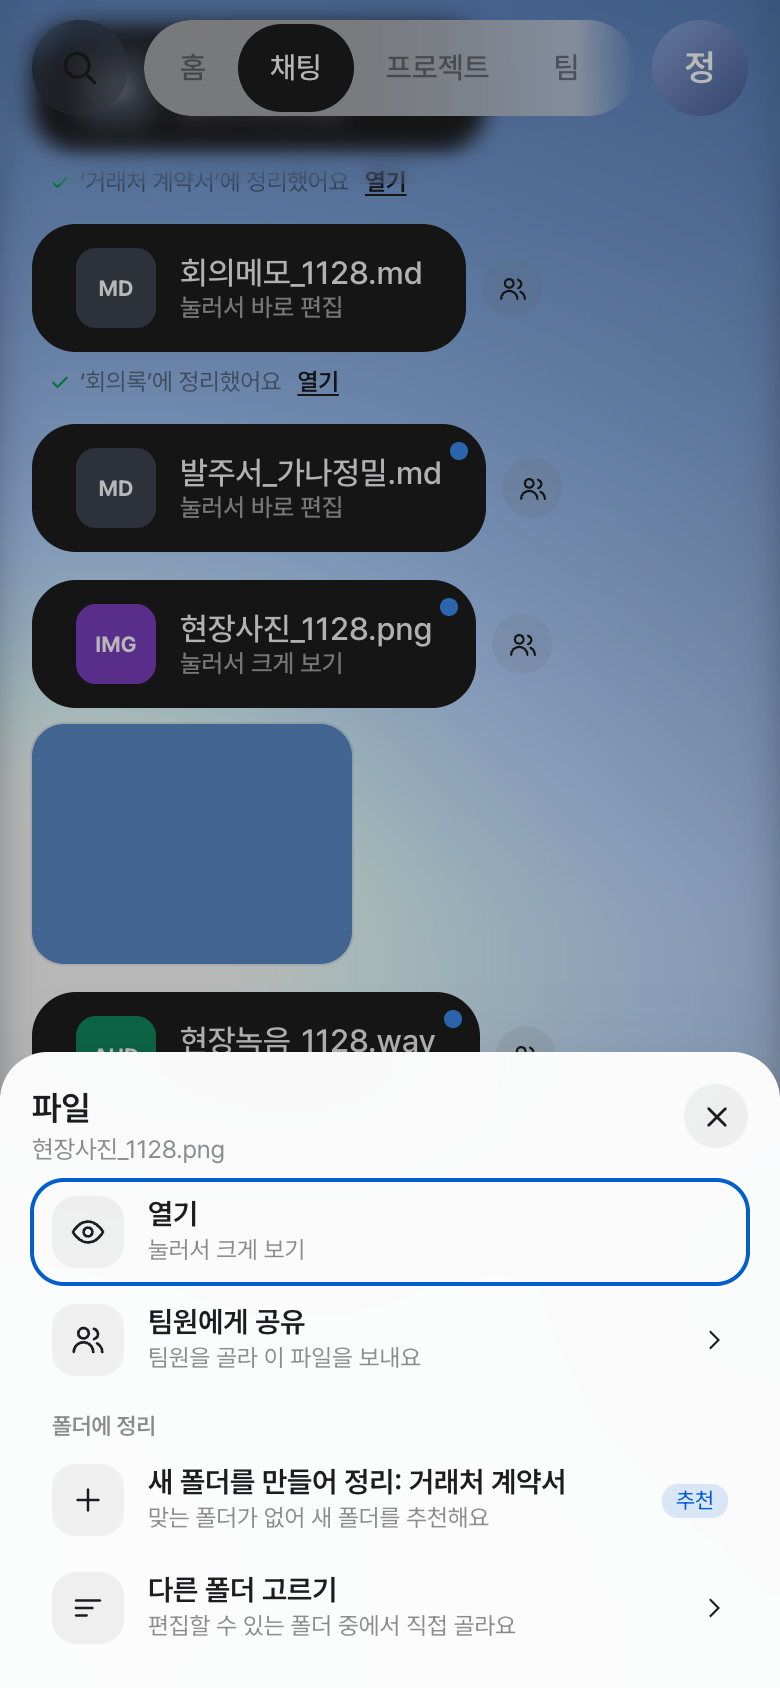 홈
채팅
프로젝트
팀
정
‘거래처 계약서’에 정리했어요 열기
MD
회의메모_1128.md
눌러서 바로 편집
‘회의록’에 정리했어요 열기
MD
발주서_가나정밀.md
눌러서 바로 편집
IMG
현장사진_1128.png
눌러서 크게 보기
현장녹음_1128.wav
파일
현장사진_1128.png
열기
눌러서 크게 보기
팀원에게 공유
팀원을 골라 이 파일을 보내요
폴더에 정리
새 폴더를 만들어 정리: 거래처 계약서
맞는 폴더가 없어 새 폴더를 추천해요
추천
다른 폴더 고르기
편집할 수 있는 폴더 중에서 직접 골라요